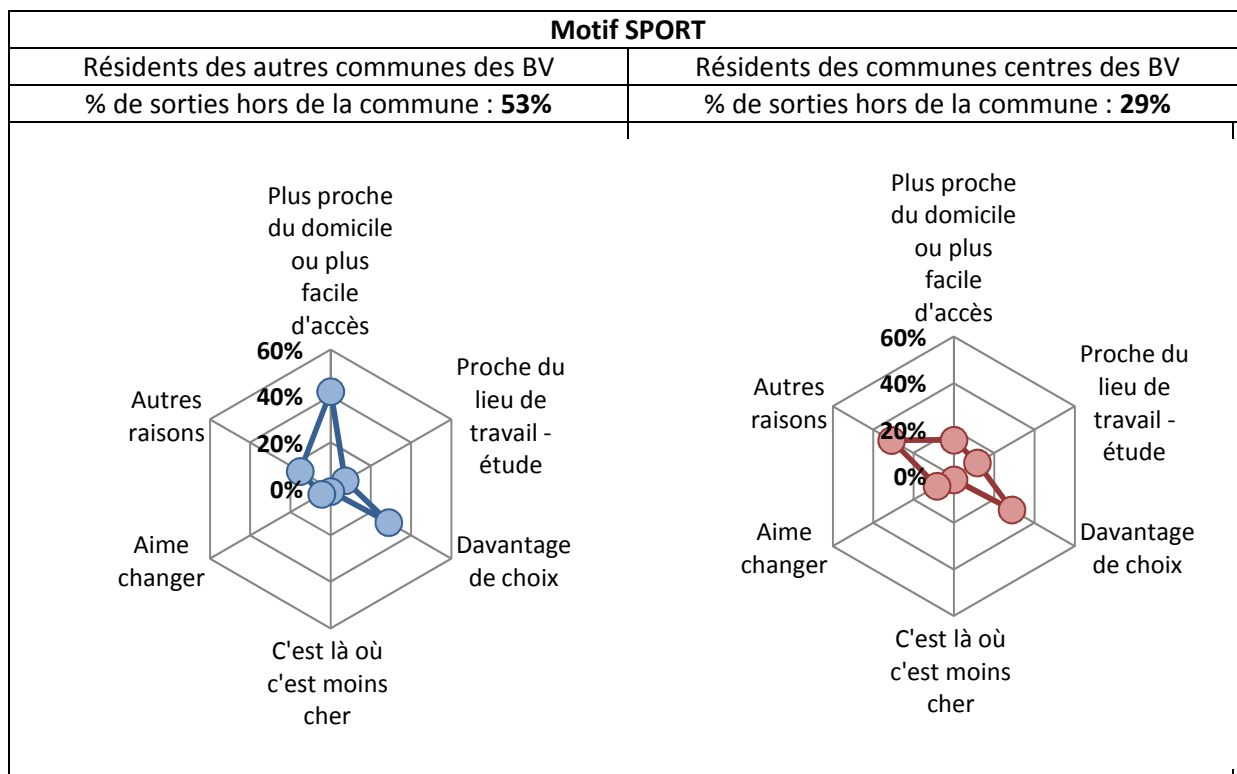 Motif SPORT
Résidents des autres communes des BV
Résidents des communes centres des BV
% de sorties hors de la commune : 53%
% de sorties hors de la commune : 29%
Plus proche
du domicile
ou plus
facile
d'accès
60%
40%
20%
0%
Proche du
lieu de
travail -
étude
Davantage
de choix
C'est là où
c'est moins
cher
Aime
changer
Autres
raisons
Plus proche
du domicile
ou plus
facile
d'accès
60%
40%
20%
0%
Proche du
lieu de
travail -
étude
Davantage
de choix
C'est là où
c'est moins
cher
Aime
changer
Autres
raisons